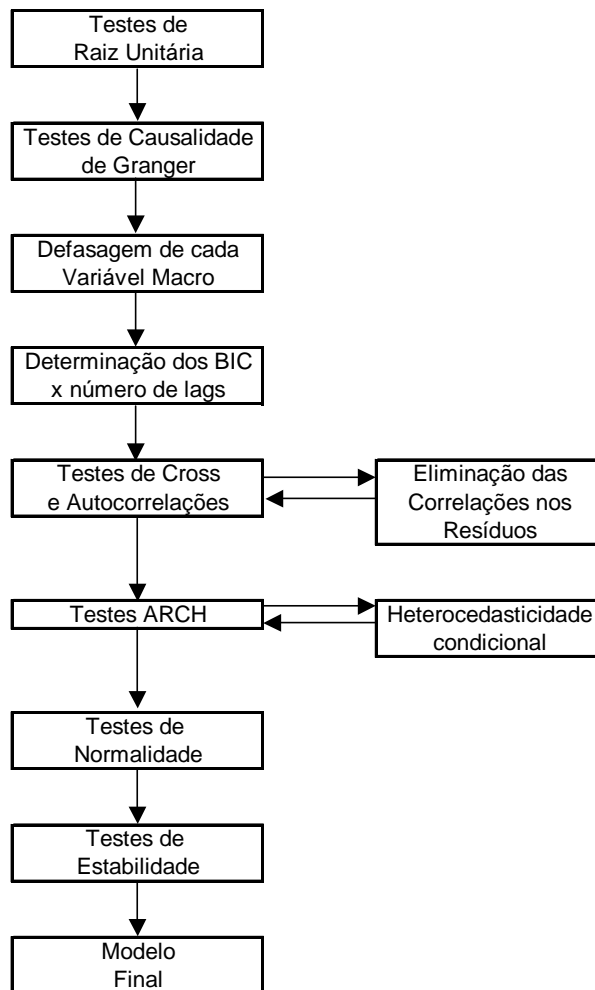 Testes de
Raiz Unitária
Testes de Causalidade
de Granger
Defasagem de cada
Variável Macro
Determinação dos BIC
x número de lags
Testes de Cross
e Autocorrelações
Eliminação das
Correlações nos
Resíduos
Testes ARCH
Heterocedasticidade
condicional
Testes de
Normalidade
Testes de
Estabilidade
Modelo
Final